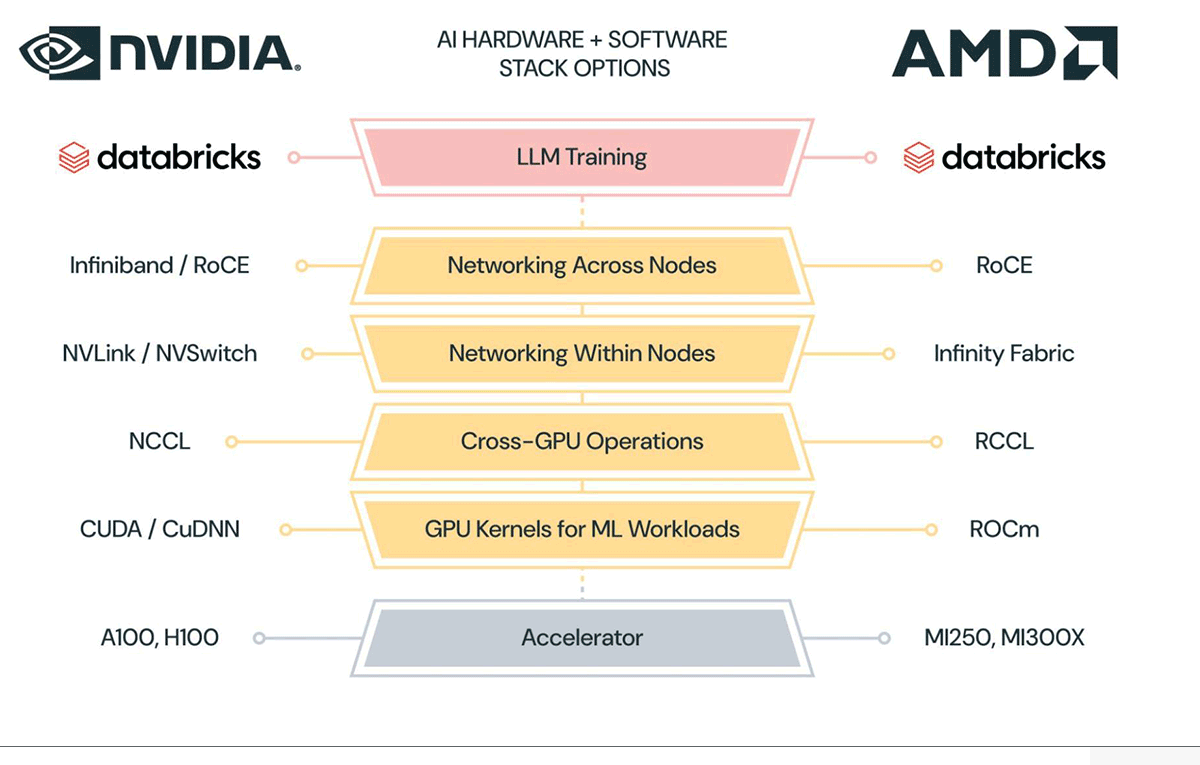 NVIDIA.
AI HARDWARE + SOFTWARE
STACK OPTIONS
AMD
databricks
LLM Training
databricks
Infiniband / RoCE
Networking Across Nodes
RoCE
NVLink / NVSwitch
Networking Within Nodes
Infinity Fabric
NCCL
Cross-GPU Operations
RCCL
CUDA / CuDNN
GPU Kernels for ML Workloads
ROCm
A100, H100
Accelerator
MI250, MI300X